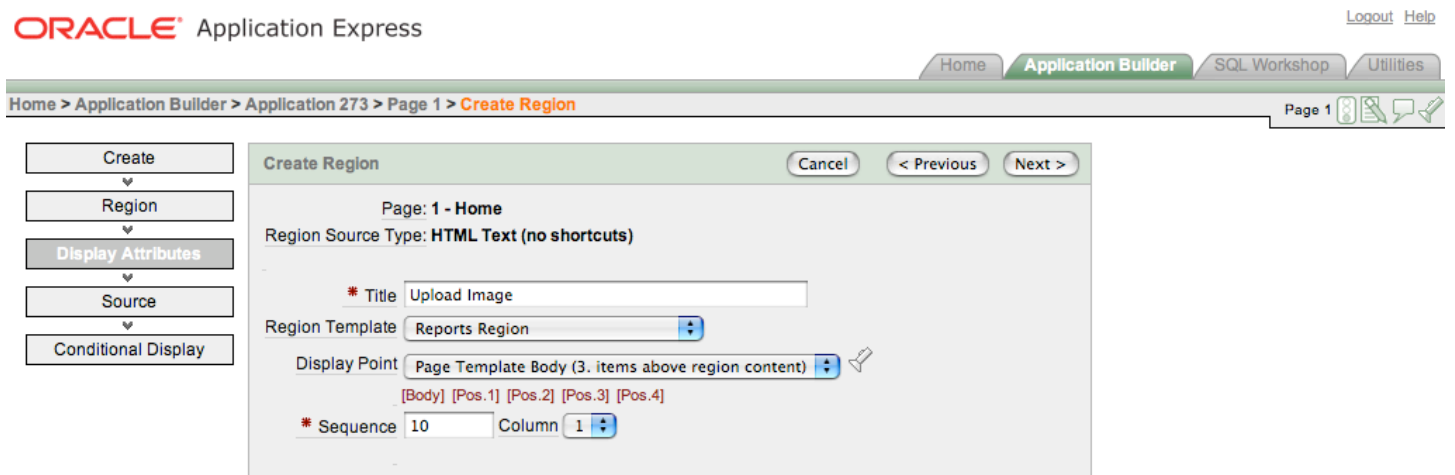 Logout Help
ORACLE® Application Express
Home Application Builder SQL Workshop Utilities
Home > Application Builder > Application 273 > Page 1 > Create Region
Page 1
Create
Region
Display Attributes
Source
Conditional Display
Create Region
Cancel < Previous Next >
Page: 1 - Home
Region Source Type: HTML Text (no shortcuts)
* Title Upload Image
Region Template Reports Region
Display Point Page Template Body (3. items above region content)
[Body] [Pos.1] [Pos.2] [Pos.3] [Pos.4]
* Sequence 10 Column 1